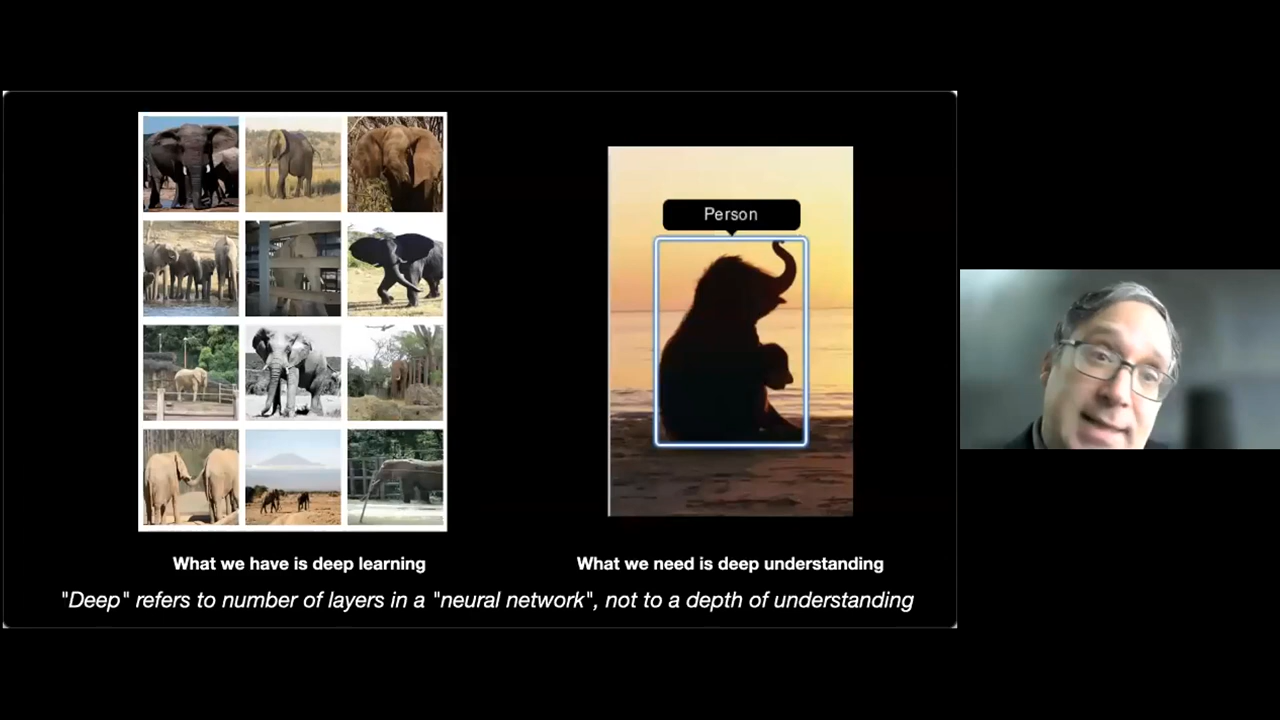 Person
What we have is deep learning
What we need is deep understanding
"Deep" refers to number of layers in a "neural network", not to a depth of understanding